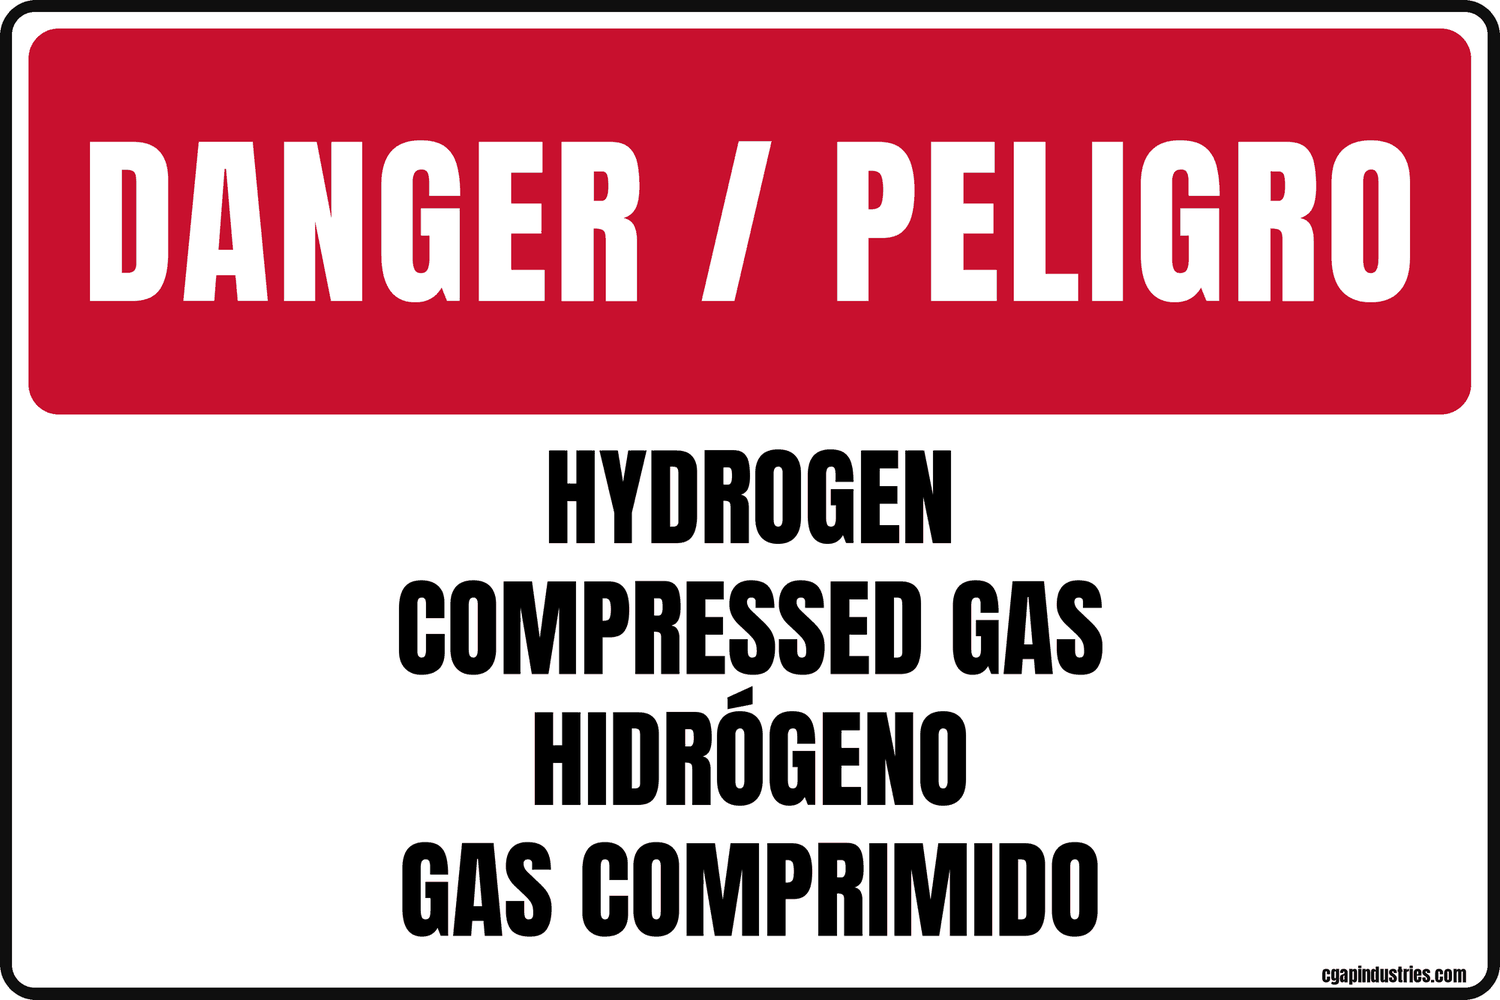 DANGER / PELIGRO
HYDROGEN
COMPRESSED GAS
HIDRÓGENO
GAS COMPRIMIDO
cgapindustries.com